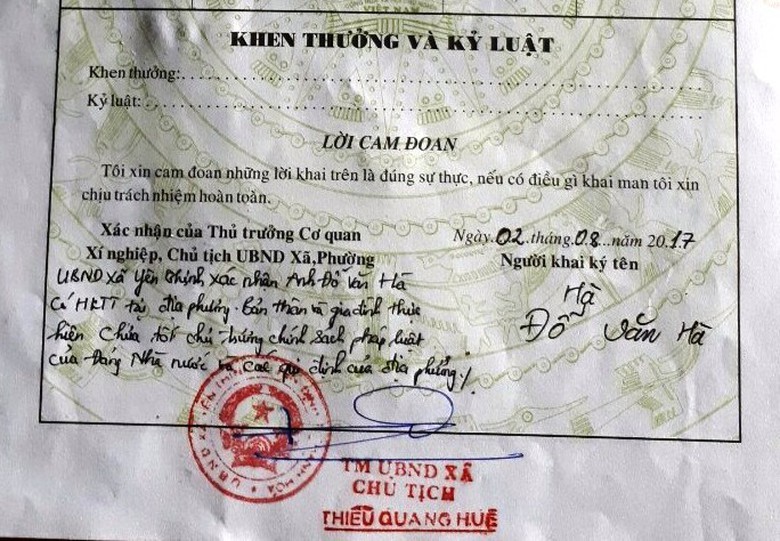 VIỆT NAM
KHEN THƯỞNG VÀ KỶ LUẬT
Khen thưởng:
Kỷ luật:
LỜI CAM ĐOAN
Tôi xin cam đoan những lời khai trên là đúng sự thực, nếu có điều gì khai man tôi xin
chịu trách nhiệm hoàn toàn.
Xác nhận của Thủ trưởng Cơ quan
Xí nghiệp, Chủ tịch UBND Xã,Phường
Ngày 02 tháng 08 năm 2017
Người khai ký tên
UBND xã Yên Thịnh xác nhận Anh Đỗ Văn Hà
Có HKTT tại địa phương. Bản thân và gia đình thực
hiện Chưa tốt chủ trương chính sách pháp luật
của Đảng Nhà nước và các qui định của địa phương ./.
Hà
Đỗ Văn Hà
TM UBND XÃ
CHỦ TỊCH
THIỀU QUANG HUẾ